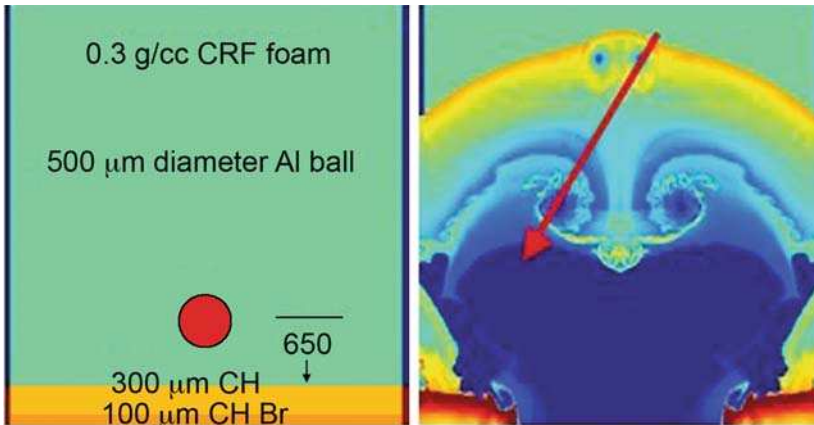 0.3 g/cc CRF foam
500 μm diameter Al ball
650
300 μm CH
100 μm CH Br